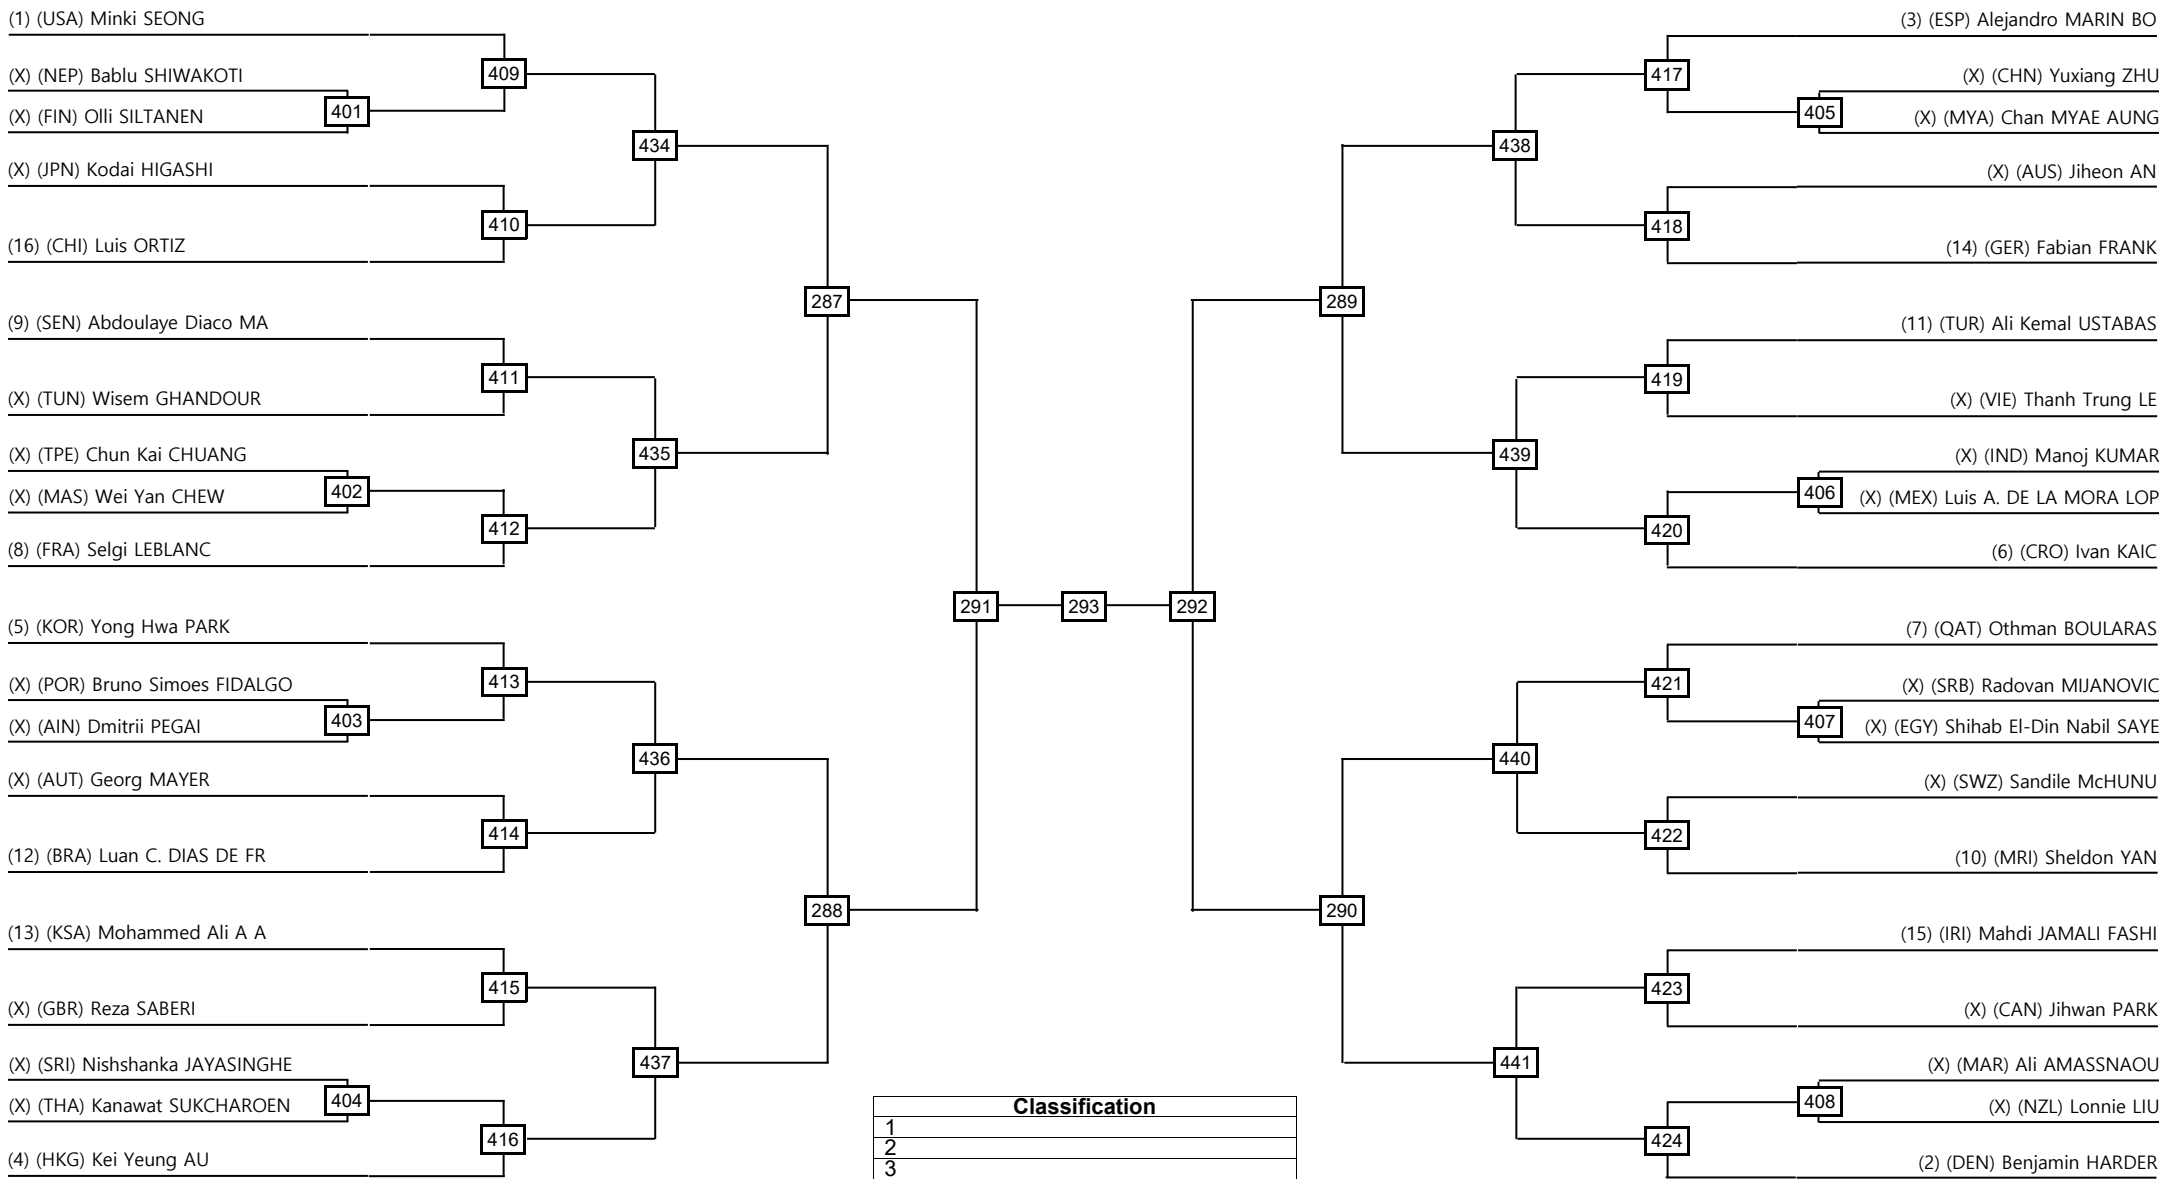 (1) (USA) Minki SEONG
(X) (NEP) Bablu SHIWAKOTI
(X) (FIN) Olli SILTANEN
(X) (JPN) Kodai HIGASHI
(16) (CHI) Luis ORTIZ
(9) (SEN) Abdoulaye Diaco MA
(X) (TUN) Wisem GHANDOUR
(X) (TPE) Chun Kai CHUANG
(X) (MAS) Wei Yan CHEW
(8) (FRA) Selgi LEBLANC
(5) (KOR) Yong Hwa PARK
(X) (POR) Bruno Simoes FIDALGO
(X) (AIN) Dmitrii PEGAI
(X) (AUT) Georg MAYER
(12) (BRA) Luan C. DIAS DE FR
(13) (KSA) Mohammed Ali A A
(X) (GBR) Reza SABERI
(X) (SRI) Nishshanka JAYASINGHE
(X) (THA) Kanawat SUKCHAROEN
(4) (HKG) Kei Yeung AU
401
402
403
404
409
410
411
412
413
414
415
416
434
435
436
437
287
288
291
293
292
289
290
438
439
440
441
417
418
419
420
421
422
423
424
405
406
407
408
(3) (ESP) Alejandro MARIN BO
(X) (CHN) Yuxiang ZHU
(X) (MYA) Chan MYAE AUNG
(X) (AUS) Jiheon AN
(14) (GER) Fabian FRANK
(11) (TUR) Ali Kemal USTABAS
(X) (VIE) Thanh Trung LE
(X) (IND) Manoj KUMAR
(X) (MEX) Luis A. DE LA MORA LOP
(6) (CRO) Ivan KAIC
(7) (QAT) Othman BOULARAS
(X) (SRB) Radovan MIJANOVIC
(X) (EGY) Shihab El-Din Nabil SAYE
(X) (SWZ) Sandile McHUNU
(10) (MRI) Sheldon YAN
(15) (IRI) Mahdi JAMALI FASHI
(X) (CAN) Jihwan PARK
(X) (MAR) Ali AMASSNAOU
(X) (NZL) Lonnie LIU
(2) (DEN) Benjamin HARDER
Classification
1
2
3